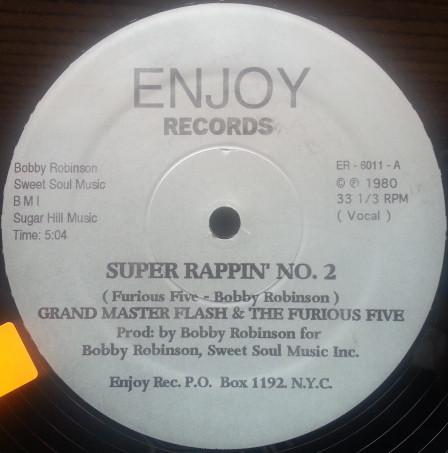 ENJOY
RECORDS
Bobby Robinson
Sweet Soul Music
B M I
Sugar Hill Music
Time: 5:04
ER - 6011 - A
© ℗ 1980
33 1/3 RPM
( Vocal )
SUPER RAPPIN' NO. 2
( Furious Five - Bobby Robinson )
GRAND MASTER FLASH & THE FURIOUS FIVE
Prod: by Bobby Robinson for
Bobby Robinson, Sweet Soul Music Inc.
Enjoy Rec. P.O. Box 1192. N.Y.C.